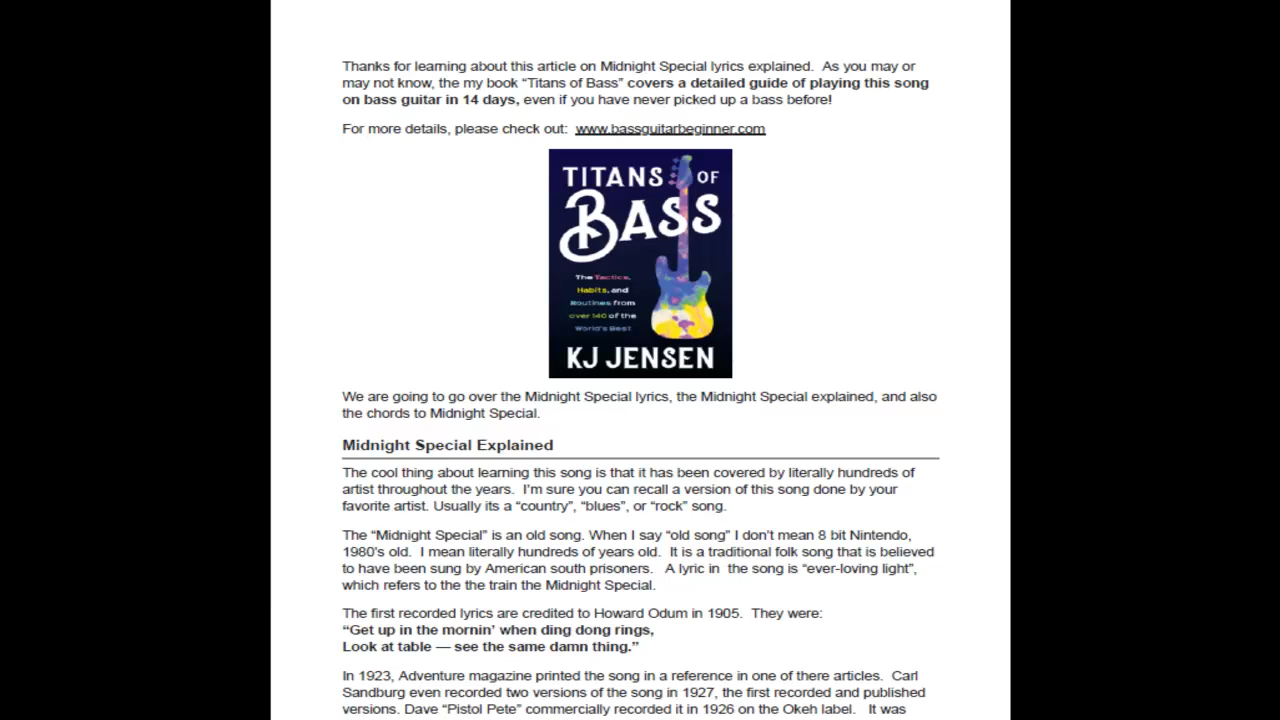 Thanks for learning about this article on Midnight Special lyrics explained.  As you may or
may not know, the my book “Titans of Bass” covers a detailed guide of playing this song
on bass guitar in 14 days, even if you have never picked up a bass before!
For more details, please check out:  www.bassguitarbeginner.com
TITANS OF
BASS
The Tactics,
Habits, and
Routines from
over 140 of the
World's Best
KJ JENSEN
We are going to go over the Midnight Special lyrics, the Midnight Special explained, and also
the chords to Midnight Special.
Midnight Special Explained
The cool thing about learning this song is that it has been covered by literally hundreds of
artist throughout the years.  I’m sure you can recall a version of this song done by your
favorite artist. Usually its a “country”, “blues”, or “rock” song.
The “Midnight Special” is an old song. When I say “old song” I don’t mean 8 bit Nintendo,
1980's old.  I mean literally hundreds of years old.  It is a traditional folk song that is believed
to have been sung by American south prisoners.   A lyric in  the song is “ever-loving light”,
which refers to the the train the Midnight Special.
The first recorded lyrics are credited to Howard Odum in 1905.  They were:
“Get up in the mornin’ when ding dong rings,
Look at table — see the same damn thing.”
In 1923, Adventure magazine printed the song in a reference in one of there articles.  Carl
Sandburg even recorded two versions of the song in 1927, the first recorded and published
versions. Dave “Pistol Pete” commercially recorded it in 1926 on the Okeh label.   It was